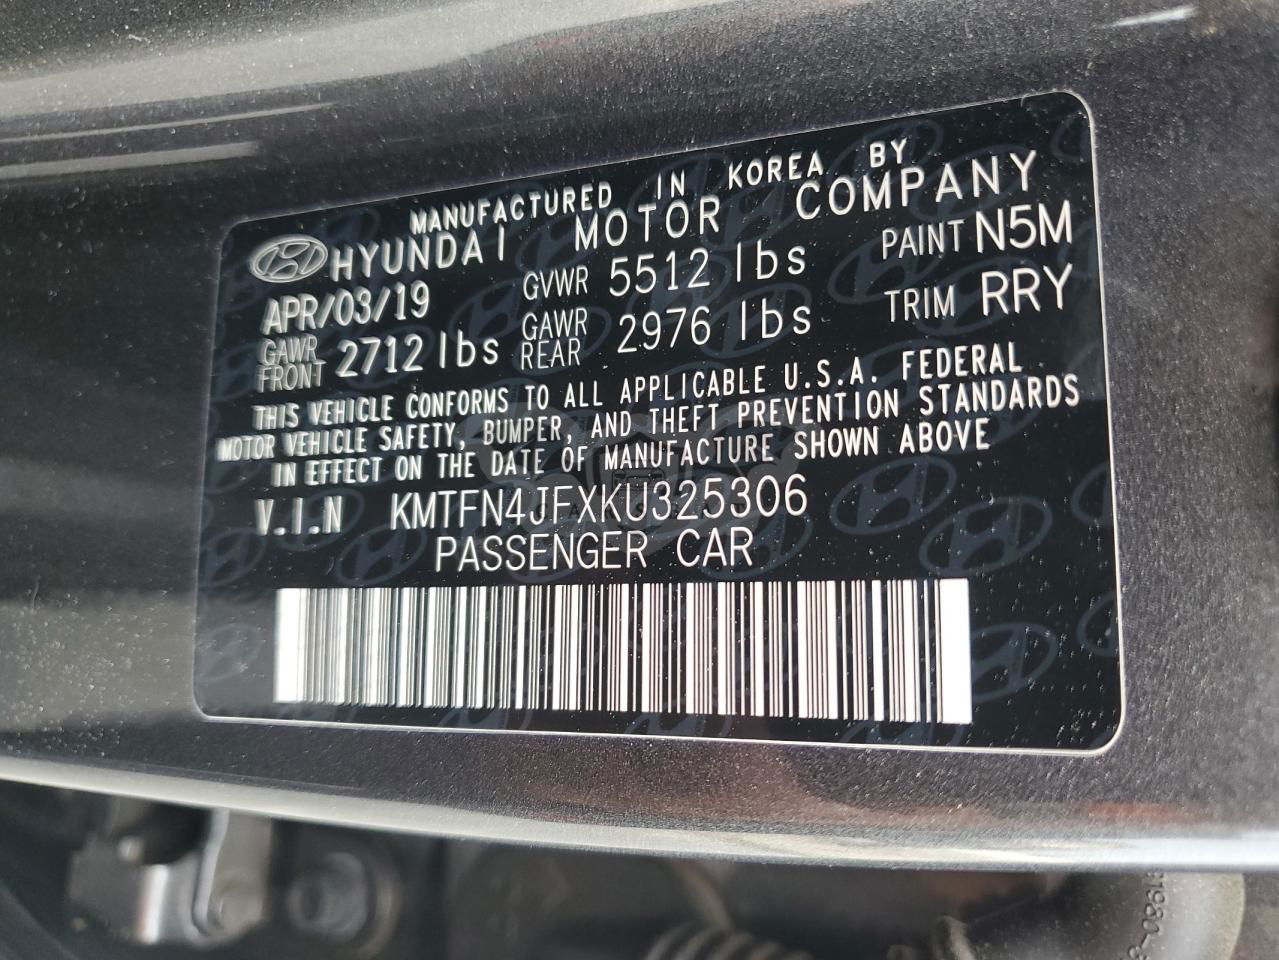 MANUFACTURED IN KOREA BY
HYUNDAI MOTOR COMPANY
APR/03/19 GVWR 5512 lbs PAINT N5M
GAWR FRONT 2712 lbs GAWR REAR 2976 lbs TRIM RRY
THIS VEHICLE CONFORMS TO ALL APPLICABLE U.S.A. FEDERAL
MOTOR VEHICLE SAFETY, BUMPER, AND THEFT PREVENTION STANDARDS
IN EFFECT ON THE DATE OF MANUFACTURE SHOWN ABOVE
V.I.N KMTFN4JFXKU325306
PASSENGER CAR